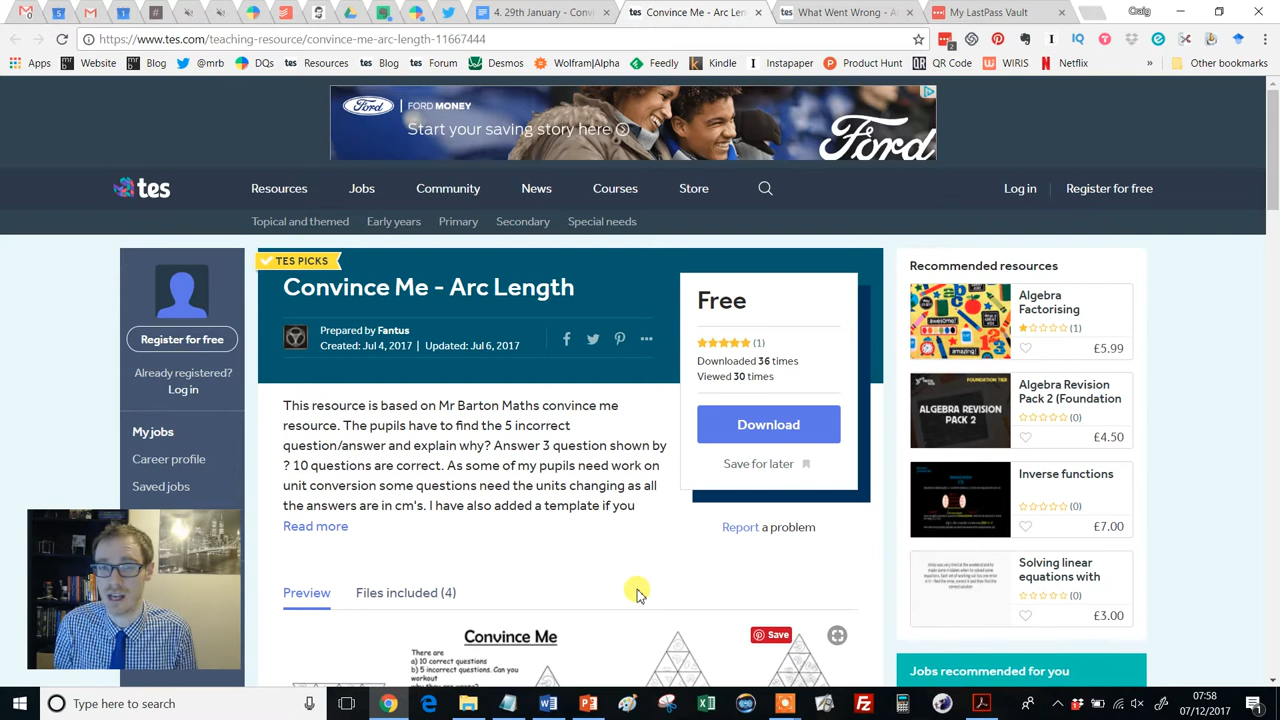 4. 29th January - Convin
Convince Me - Arc Len
What Went Wrong - A
My LastPass Vault
Craig
https://www.tes.com/teaching-resource/convince-me-arc-length-11667444
Apps
Website
Blog
@mrb
DQs
tes Resources
tes Blog
tes Forum
Desmos
Wolfram|Alpha
Feedly
Kindle
Instapaper
Product Hunt
QR Code
WIRIS
Netflix
»
Other bookmarks
Ford
FORD MONEY
Start your saving story here
Ford
tes
Resources
Jobs
Community
News
Courses
Store
Log in
Register for free
Topical and themed
Early years
Primary
Secondary
Special needs
Register for free
Already registered?
Log in
My jobs
Career profile
Saved jobs
TES PICKS
Convince Me - Arc Length
Prepared by Fantus
Created: Jul 4, 2017 | Updated: Jul 6, 2017
This resource is based on Mr Barton Maths convince me
resource. The pupils have to find the 5 incorrect
question/answer and explain why? Answer 3 question shown by
? 10 questions are correct. As some of my pupils need work on
unit conversion some questions need the units changing as all
the answers are in cm's. I have also added a template if you
Read more
Free
(1)
Downloaded 36 times
Viewed 30 times
Download
Save for later
Report a problem
Preview
Files included (4)
Convince Me
There are
a) 10 correct questions
b) 5 incorrect questions. Can you
workout
Save
Recommended resources
Algebra
Factorising
(1)
£5.99
FOUNDATION TIER
ALGEBRA REVISION
PACK 2
Algebra Revision
Pack 2 (Foundation
(0)
£4.50
Inverse functions
(0)
£7.00
Solving linear
equations with
(0)
£3.00
Jobs recommended for you
Type here to search
07:58
07/12/2017